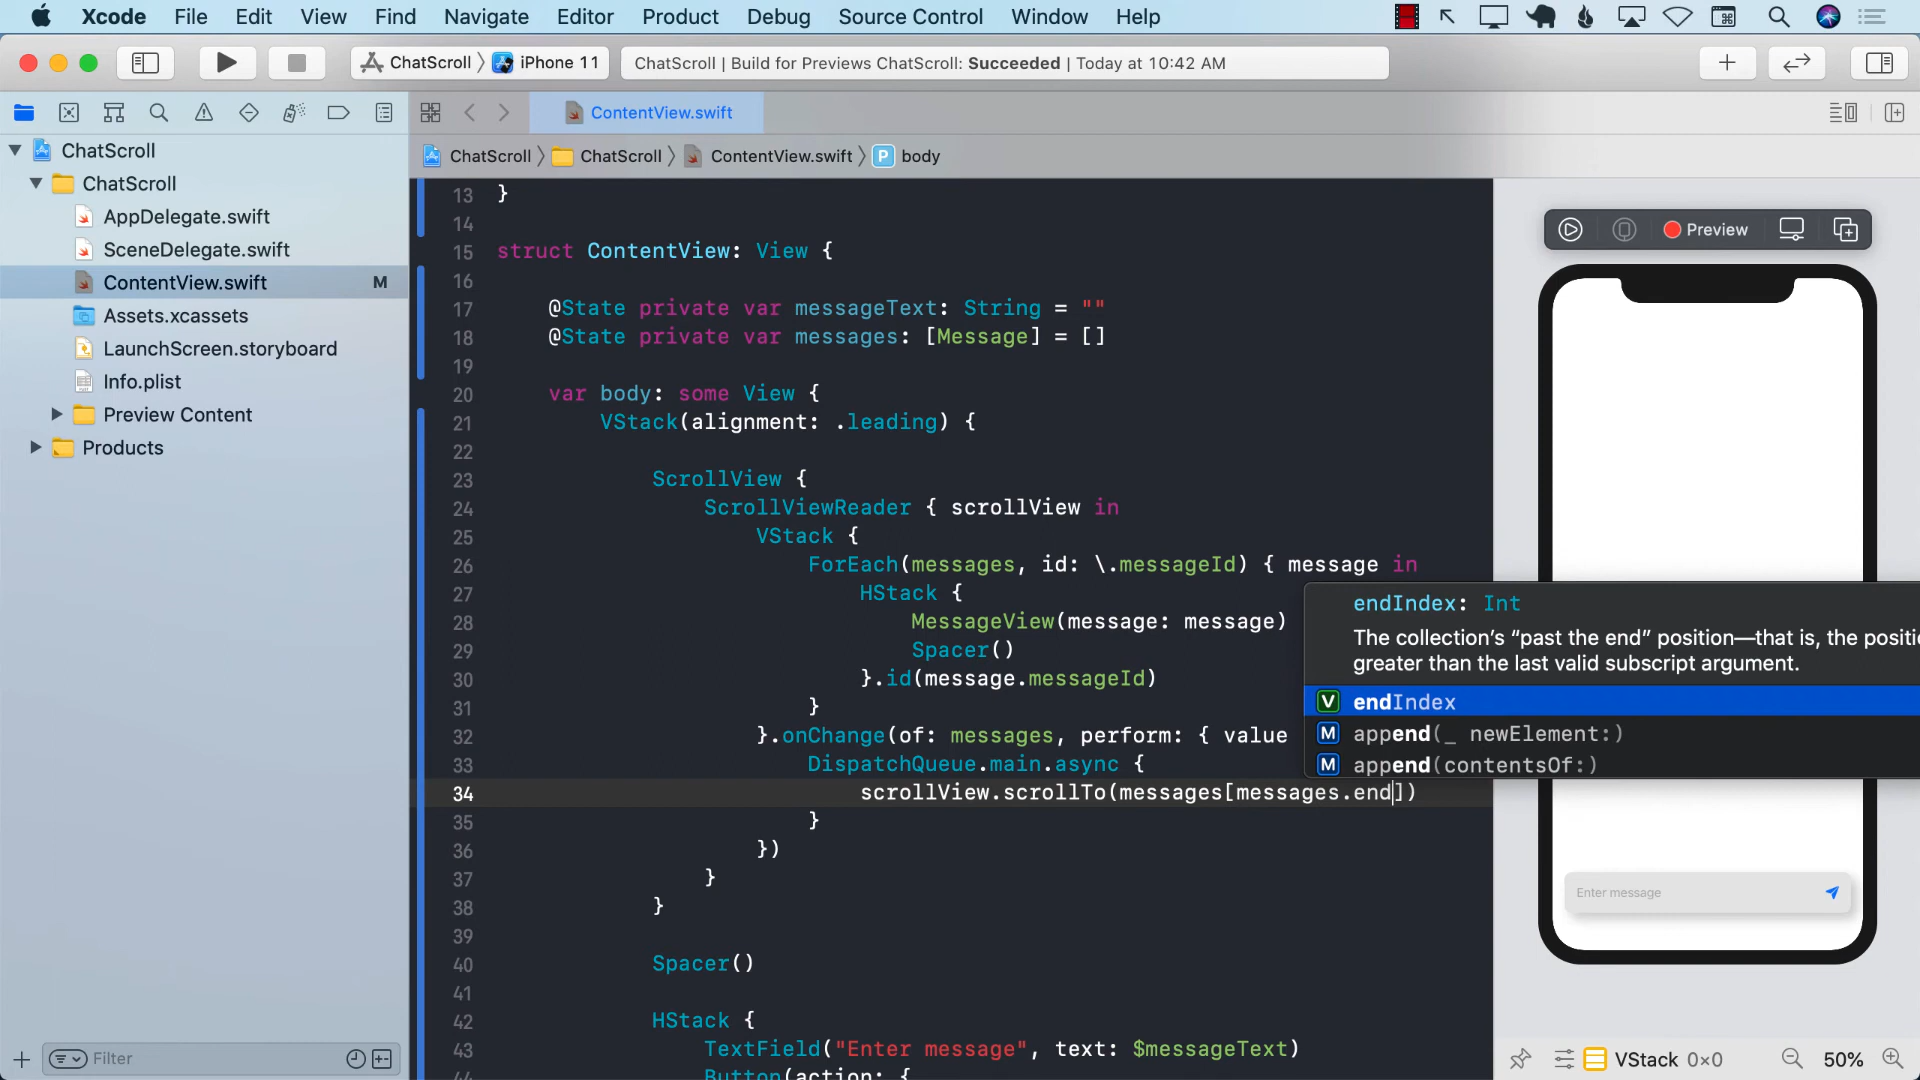 Xcode File Edit View Find Navigate Editor Product Debug Source Control Window Help
ChatScroll iPhone 11 ChatScroll | Build for Previews ChatScroll: Succeeded | Today at 10:42 AM
ContentView.swift
ChatScroll ChatScroll ContentView.swift P body
ChatScroll
ChatScroll
AppDelegate.swift
SceneDelegate.swift
ContentView.swift M
Assets.xcassets
LaunchScreen.storyboard
Info.plist
Preview Content
Products
Filter
13 }
14
15 struct ContentView: View {
16
17 @State private var messageText: String = ""
18 @State private var messages: [Message] = []
19
20 var body: some View {
21 VStack(alignment: .leading) {
22
23 ScrollView {
24 ScrollViewReader { scrollView in
25 VStack {
26 ForEach(messages, id: \.messageId) { message in
27 HStack {
28 MessageView(message: message)
29 Spacer()
30 }.id(message.messageId)
31 }
32 }.onChange(of: messages, perform: { value
33 DispatchQueue.main.async {
34 scrollView.scrollTo(messages[messages.end])
35 }
36 })
37 }
38 }
39
40 Spacer()
41
42 HStack {
43 TextField("Enter message", text: $messageText)
44 Button(action: {
endIndex: Int
The collection's “past the end” position—that is, the positi
greater than the last valid subscript argument.
V endIndex
M append(_ newElement:)
M append(contentsOf:)
Preview
Enter message
VStack 0×0 50%